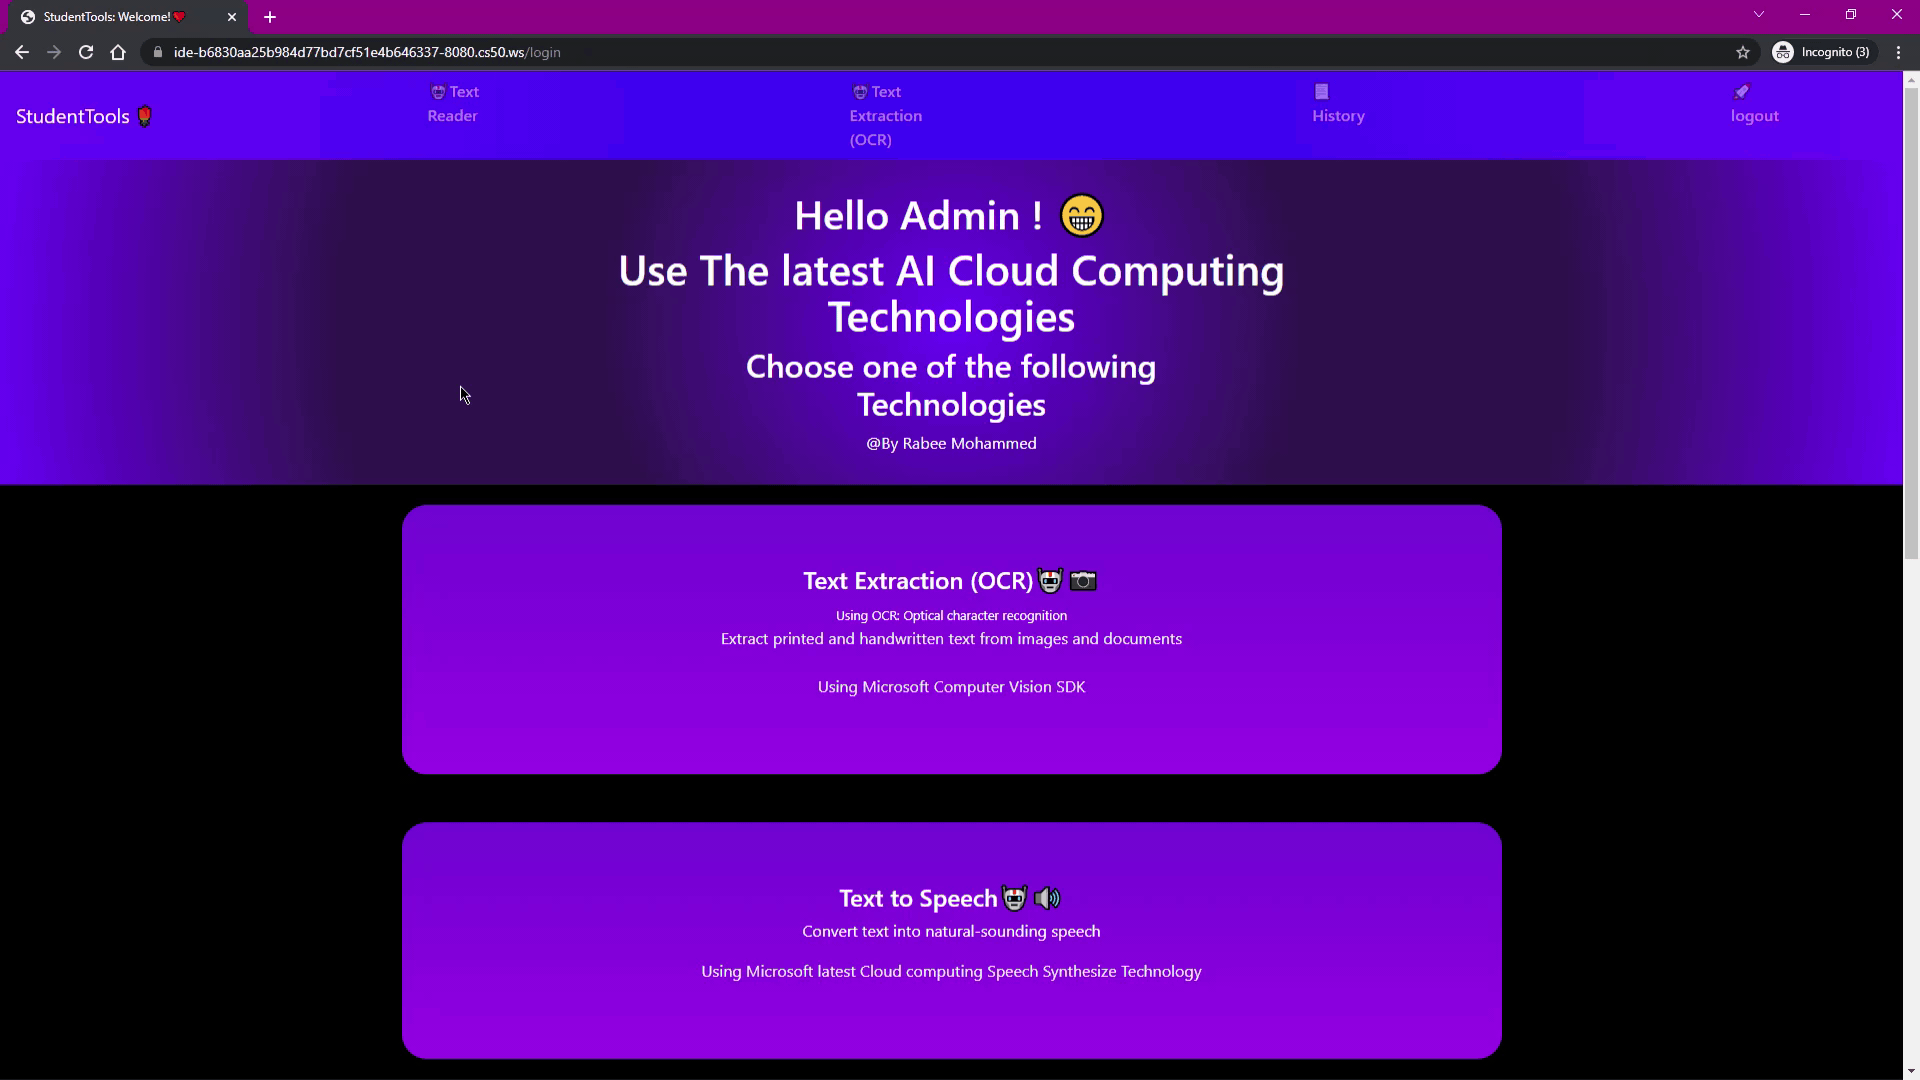 StudentTools: Welcome!
ide-b6830aa25b984d77bd7cf51e4b646337-8080.cs50.ws/login
Incognito (3)
StudentTools
Text
Reader
Text
Extraction
(OCR)
History
logout
Hello Admin !
Use The latest AI Cloud Computing
Technologies
Choose one of the following
Technologies
@By Rabee Mohammed
Text Extraction (OCR)
Using OCR: Optical character recognition
Extract printed and handwritten text from images and documents
Using Microsoft Computer Vision SDK
Text to Speech
Convert text into natural-sounding speech
Using Microsoft latest Cloud computing Speech Synthesize Technology